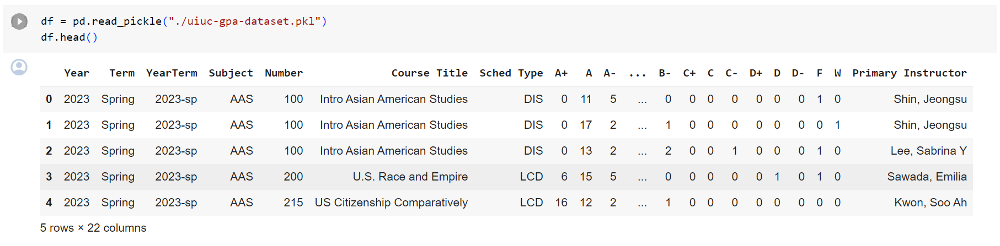 df = pd.read_pickle("./uiuc-gpa-dataset.pkl")
df.head()
Year Term YearTerm Subject Number Course Title Sched Type A+ A A- ... B- C+ C C- D+ D D- F W Primary Instructor
0 2023 Spring 2023-sp AAS 100 Intro Asian American Studies DIS 0 11 5 ... 0 0 0 0 0 0 0 1 0 Shin, Jeongsu
1 2023 Spring 2023-sp AAS 100 Intro Asian American Studies DIS 0 17 2 ... 1 0 0 0 0 0 0 0 1 Shin, Jeongsu
2 2023 Spring 2023-sp AAS 100 Intro Asian American Studies DIS 0 13 2 ... 2 0 0 1 0 0 0 1 0 Lee, Sabrina Y
3 2023 Spring 2023-sp AAS 200 U.S. Race and Empire LCD 6 15 5 ... 0 0 0 0 0 1 0 1 0 Sawada, Emilia
4 2023 Spring 2023-sp AAS 215 US Citizenship Comparatively LCD 16 12 2 ... 1 0 0 0 0 0 0 0 0 Kwon, Soo Ah
5 rows × 22 columns